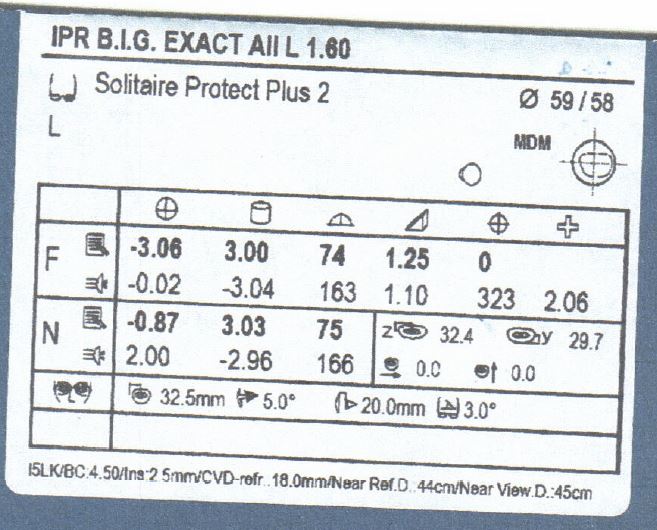 IPR B.I.G. EXACT All L 1.60
Solitaire Protect Plus 2
Ø 59 / 58
L
MDM
F -3.06 3.00 74 1.25 0
-0.02 -3.04 163 1.10 323 2.06
N -0.87 3.03 75 z 32.4 y 29.7
2.00 -2.96 166 0.0 0.0
32.5mm 5.0° 20.0mm 3.0°
I5LK/BC:4.50/Ins:2.5mm/CVD-refr.:18.0mm/Near Ref.D.:44cm/Near View.D.:45cm